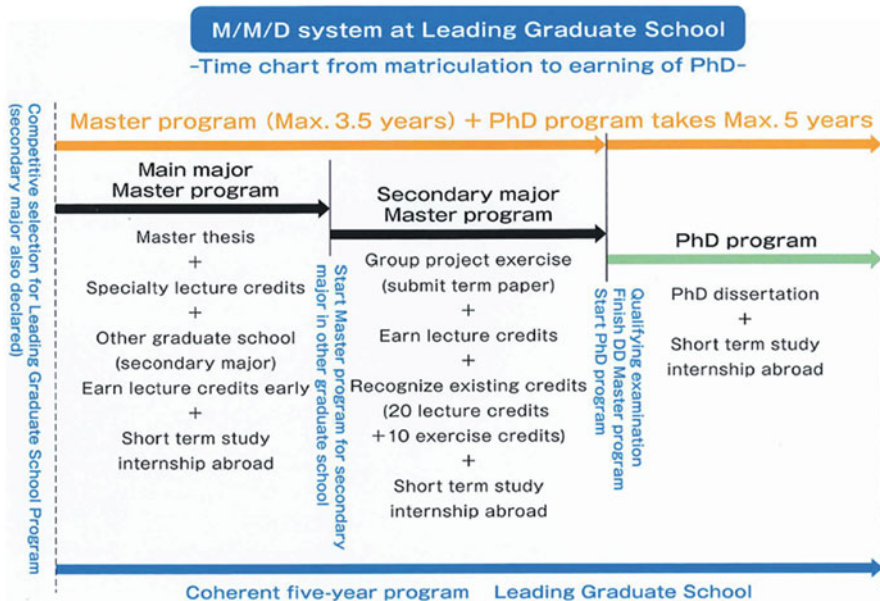 M/M/D system at Leading Graduate School
-Time chart from matriculation to earning of PhD-
Competitive selection for Leading Graduate School Program
(secondary major also declared)
Master program (Max. 3.5 years) + PhD program takes Max. 5 years
Main major
Master program
Master thesis
+
Specialty lecture credits
+
Other graduate school
(secondary major)
Earn lecture credits early
+
Short term study
internship abroad
Start Master program for secondary
major in other graduate school
Secondary major
Master program
Group project exercise
(submit term paper)
+
Earn lecture credits
+
Recognize existing credits
(20 lecture credits
+10 exercise credits)
+
Short term study
internship abroad
Qualifying examination
Finish DD Master program
Start PhD program
PhD program
PhD dissertation
+
Short term study
internship abroad
Coherent five-year program Leading Graduate School